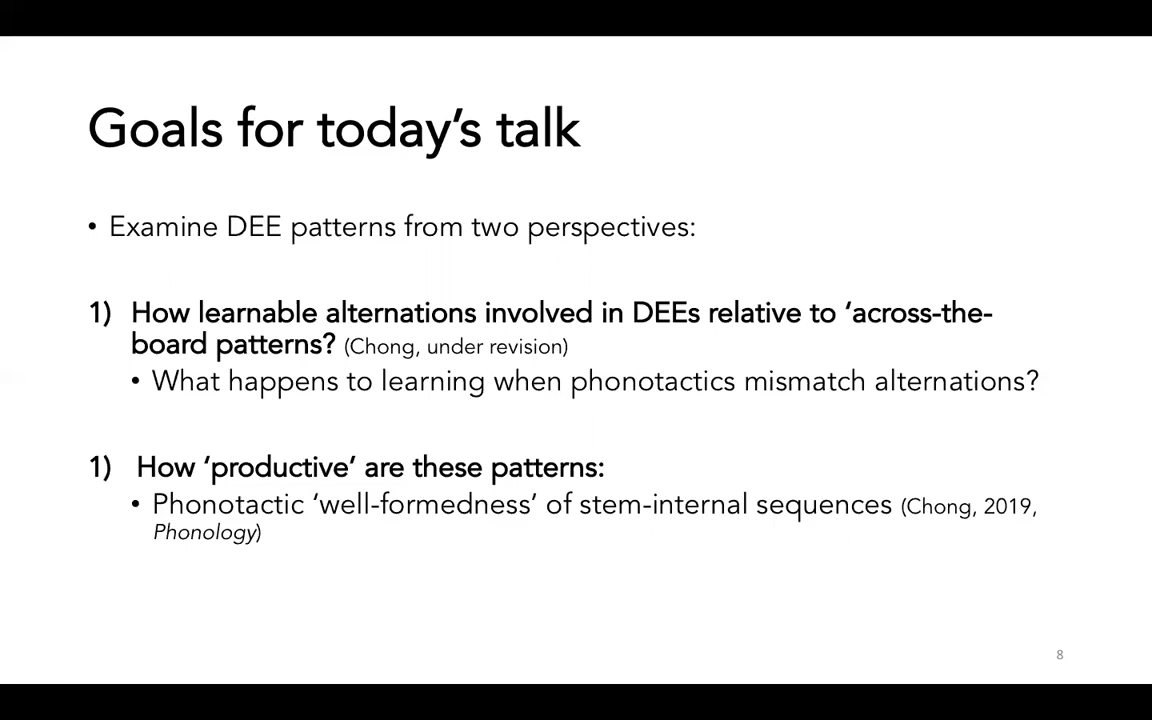 Goals for today’s talk
• Examine DEE patterns from two perspectives:
1) How learnable alternations involved in DEEs relative to ‘across-the-
board patterns? (Chong, under revision)
• What happens to learning when phonotactics mismatch alternations?
1) How ‘productive’ are these patterns:
• Phonotactic ‘well-formedness‘ of stem-internal sequences (Chong, 2019,
Phonology)
8